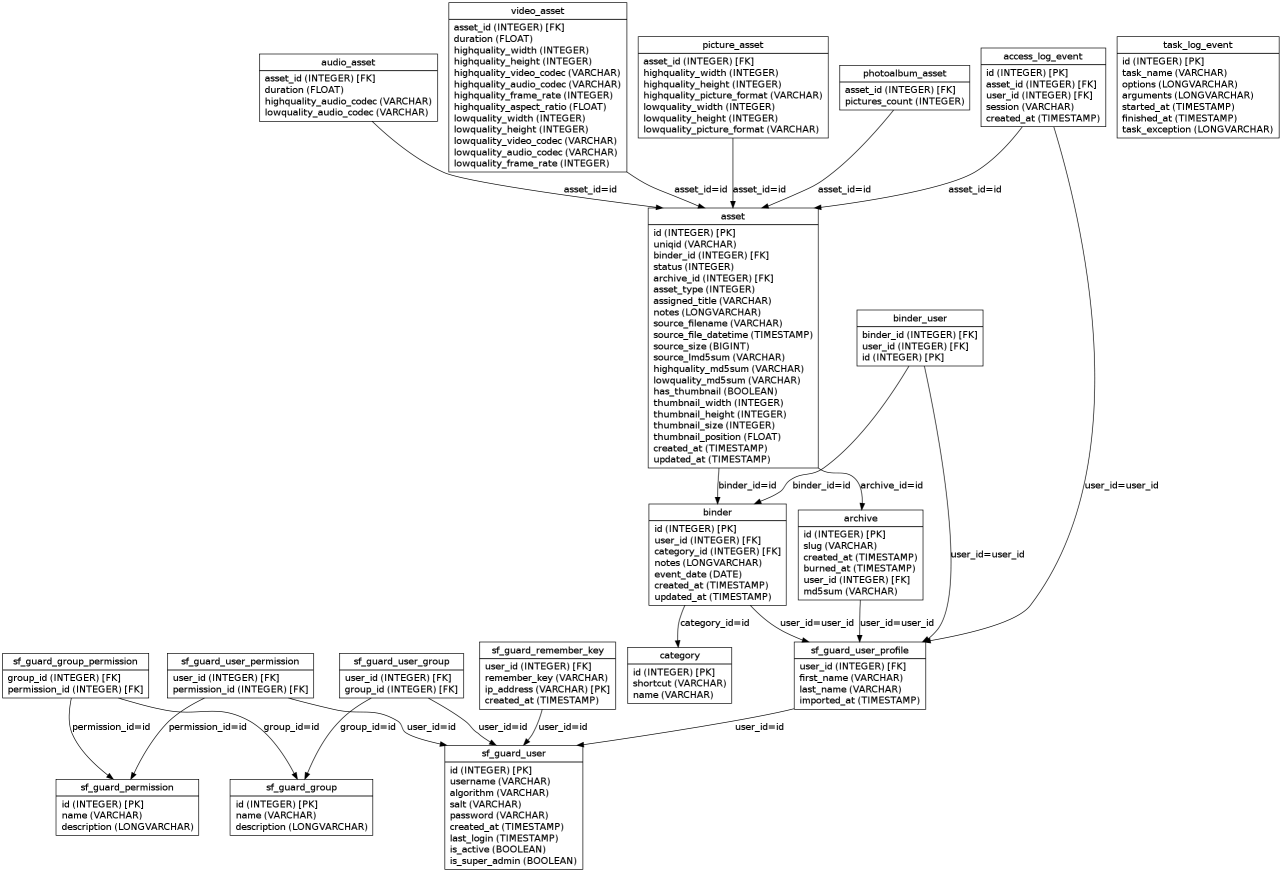 video_asset
asset_id (INTEGER) [FK]
duration (FLOAT)
highquality_width (INTEGER)
highquality_height (INTEGER)
highquality_video_codec (VARCHAR)
highquality_audio_codec (VARCHAR)
highquality_frame_rate (INTEGER)
highquality_aspect_ratio (FLOAT)
lowquality_width (INTEGER)
lowquality_height (INTEGER)
lowquality_video_codec (VARCHAR)
lowquality_audio_codec (VARCHAR)
lowquality_frame_rate (INTEGER)
audio_asset
asset_id (INTEGER) [FK]
duration (FLOAT)
highquality_audio_codec (VARCHAR)
lowquality_audio_codec (VARCHAR)
picture_asset
asset_id (INTEGER) [FK]
highquality_width (INTEGER)
highquality_height (INTEGER)
highquality_picture_format (VARCHAR)
lowquality_width (INTEGER)
lowquality_height (INTEGER)
lowquality_picture_format (VARCHAR)
photoalbum_asset
asset_id (INTEGER) [FK]
pictures_count (INTEGER)
access_log_event
id (INTEGER) [PK]
asset_id (INTEGER) [FK]
user_id (INTEGER) [FK]
session (VARCHAR)
created_at (TIMESTAMP)
task_log_event
id (INTEGER) [PK]
task_name (VARCHAR)
options (LONGVARCHAR)
arguments (LONGVARCHAR)
started_at (TIMESTAMP)
finished_at (TIMESTAMP)
task_exception (LONGVARCHAR)
asset_id=id
asset_id=id
asset_id=id
asset_id=id
asset_id=id
asset
id (INTEGER) [PK]
uniqid (VARCHAR)
binder_id (INTEGER) [FK]
status (INTEGER)
archive_id (INTEGER) [FK]
asset_type (INTEGER)
assigned_title (VARCHAR)
notes (LONGVARCHAR)
source_filename (VARCHAR)
source_file_datetime (TIMESTAMP)
source_size (BIGINT)
source_lmd5sum (VARCHAR)
highquality_md5sum (VARCHAR)
lowquality_md5sum (VARCHAR)
has_thumbnail (BOOLEAN)
thumbnail_width (INTEGER)
thumbnail_height (INTEGER)
thumbnail_size (INTEGER)
thumbnail_position (FLOAT)
created_at (TIMESTAMP)
updated_at (TIMESTAMP)
binder_user
binder_id (INTEGER) [FK]
user_id (INTEGER) [FK]
id (INTEGER) [PK]
binder_id=id
binder_id=id
archive_id=id
user_id=user_id
binder
id (INTEGER) [PK]
user_id (INTEGER) [FK]
category_id (INTEGER) [FK]
notes (LONGVARCHAR)
event_date (DATE)
created_at (TIMESTAMP)
updated_at (TIMESTAMP)
archive
id (INTEGER) [PK]
slug (VARCHAR)
created_at (TIMESTAMP)
burned_at (TIMESTAMP)
user_id (INTEGER) [FK]
md5sum (VARCHAR)
user_id=user_id
category_id=id
user_id=user_id
user_id=user_id
sf_guard_group_permission
group_id (INTEGER) [FK]
permission_id (INTEGER) [FK]
sf_guard_user_permission
user_id (INTEGER) [FK]
permission_id (INTEGER) [FK]
sf_guard_user_group
user_id (INTEGER) [FK]
group_id (INTEGER) [FK]
sf_guard_remember_key
user_id (INTEGER) [FK]
remember_key (VARCHAR)
ip_address (VARCHAR) [PK]
created_at (TIMESTAMP)
category
id (INTEGER) [PK]
shortcut (VARCHAR)
name (VARCHAR)
sf_guard_user_profile
user_id (INTEGER) [FK]
first_name (VARCHAR)
last_name (VARCHAR)
imported_at (TIMESTAMP)
permission_id=id
permission_id=id
group_id=id
group_id=id
user_id=id
user_id=id
user_id=id
user_id=id
sf_guard_permission
id (INTEGER) [PK]
name (VARCHAR)
description (LONGVARCHAR)
sf_guard_group
id (INTEGER) [PK]
name (VARCHAR)
description (LONGVARCHAR)
sf_guard_user
id (INTEGER) [PK]
username (VARCHAR)
algorithm (VARCHAR)
salt (VARCHAR)
password (VARCHAR)
created_at (TIMESTAMP)
last_login (TIMESTAMP)
is_active (BOOLEAN)
is_super_admin (BOOLEAN)